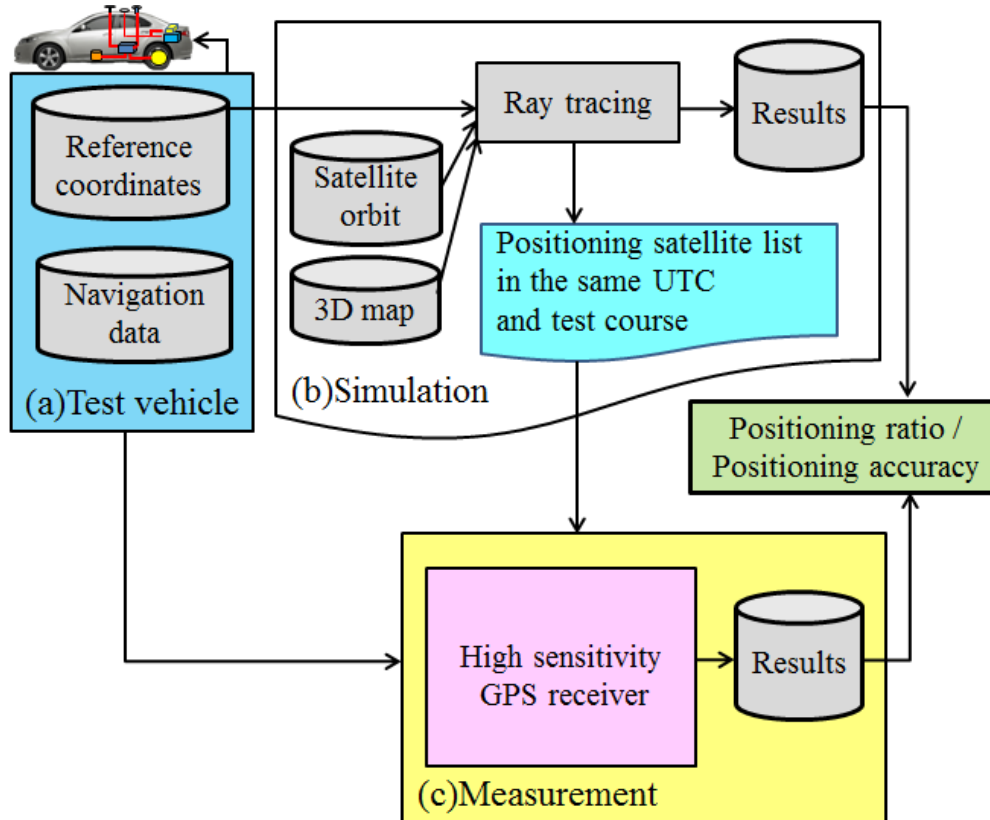 Reference
coordinates
Navigation
data
(a)Test vehicle
Ray tracing
Results
Satellite
orbit
3D map
Positioning satellite list
in the same UTC
and test course
(b)Simulation
Positioning ratio /
Positioning accuracy
High sensitivity
GPS receiver
Results
(c)Measurement